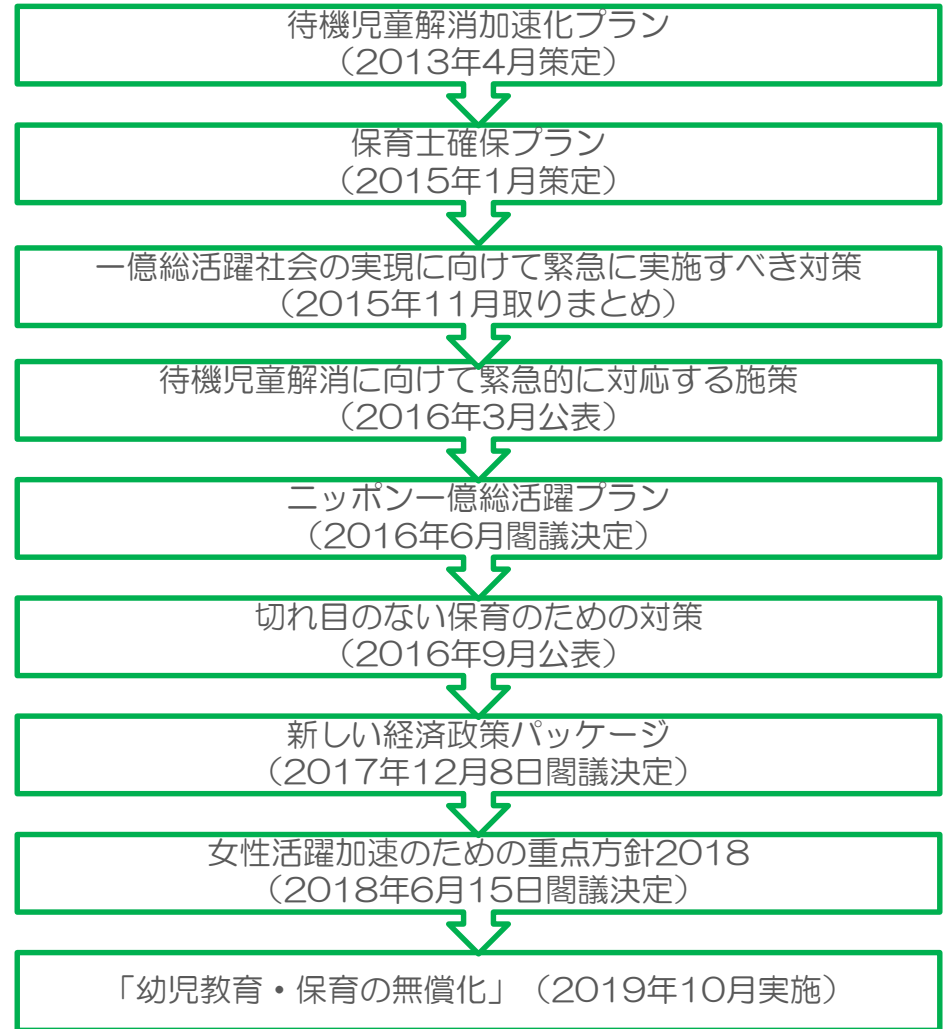 待機児童解消加速化プラン
（2013年4月策定）
保育士確保プラン
（2015年1月策定）
一億総活躍社会の実現に向けて緊急に実施すべき対策
（2015年11月取りまとめ）
待機児童解消に向けて緊急的に対応する施策
（2016年3月公表）
ニッポン一億総活躍プラン
（2016年6月閣議決定）
切れ目のない保育のための対策
（2016年9月公表）
新しい経済政策パッケージ
（2017年12月8日閣議決定）
女性活躍加速のための重点方針2018
（2018年6月15日閣議決定）
「幼児教育・保育の無償化」（2019年10月実施）